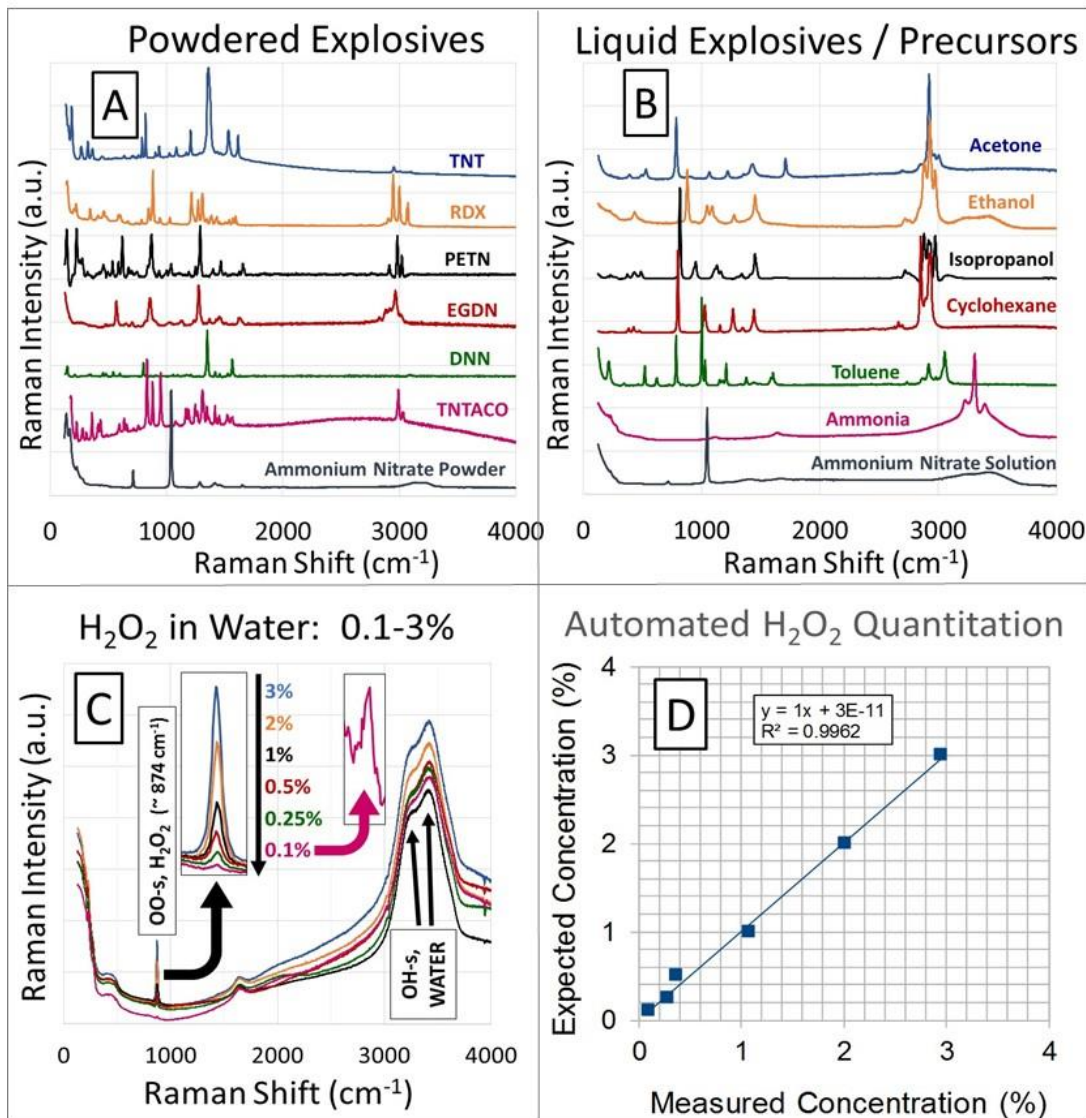 Powdered Explosives
A
TNT
RDX
PETN
EGDN
DNN
TNTACO
Ammonium Nitrate Powder
Raman Intensity (a.u.)
0 1000 2000 3000 4000
Raman Shift (cm⁻¹)
Liquid Explosives / Precursors
B
Acetone
Ethanol
Isopropanol
Cyclohexane
Toluene
Ammonia
Ammonium Nitrate Solution
Raman Intensity (a.u.)
0 1000 2000 3000 4000
Raman Shift (cm⁻¹)
H₂O₂ in Water: 0.1-3%
C
3%
2%
1%
0.5%
0.25%
0.1%
OO-s, H₂O₂ (~ 874 cm⁻¹)
OH-s,
WATER
Raman Intensity (a.u.)
0 1000 2000 3000 4000
Raman Shift (cm⁻¹)
Automated H₂O₂ Quantitation
D
y = 1x + 3E-11
R² = 0.9962
Expected Concentration (%)
4
3
2
1
0
0 1 2 3 4
Measured Concentration (%)